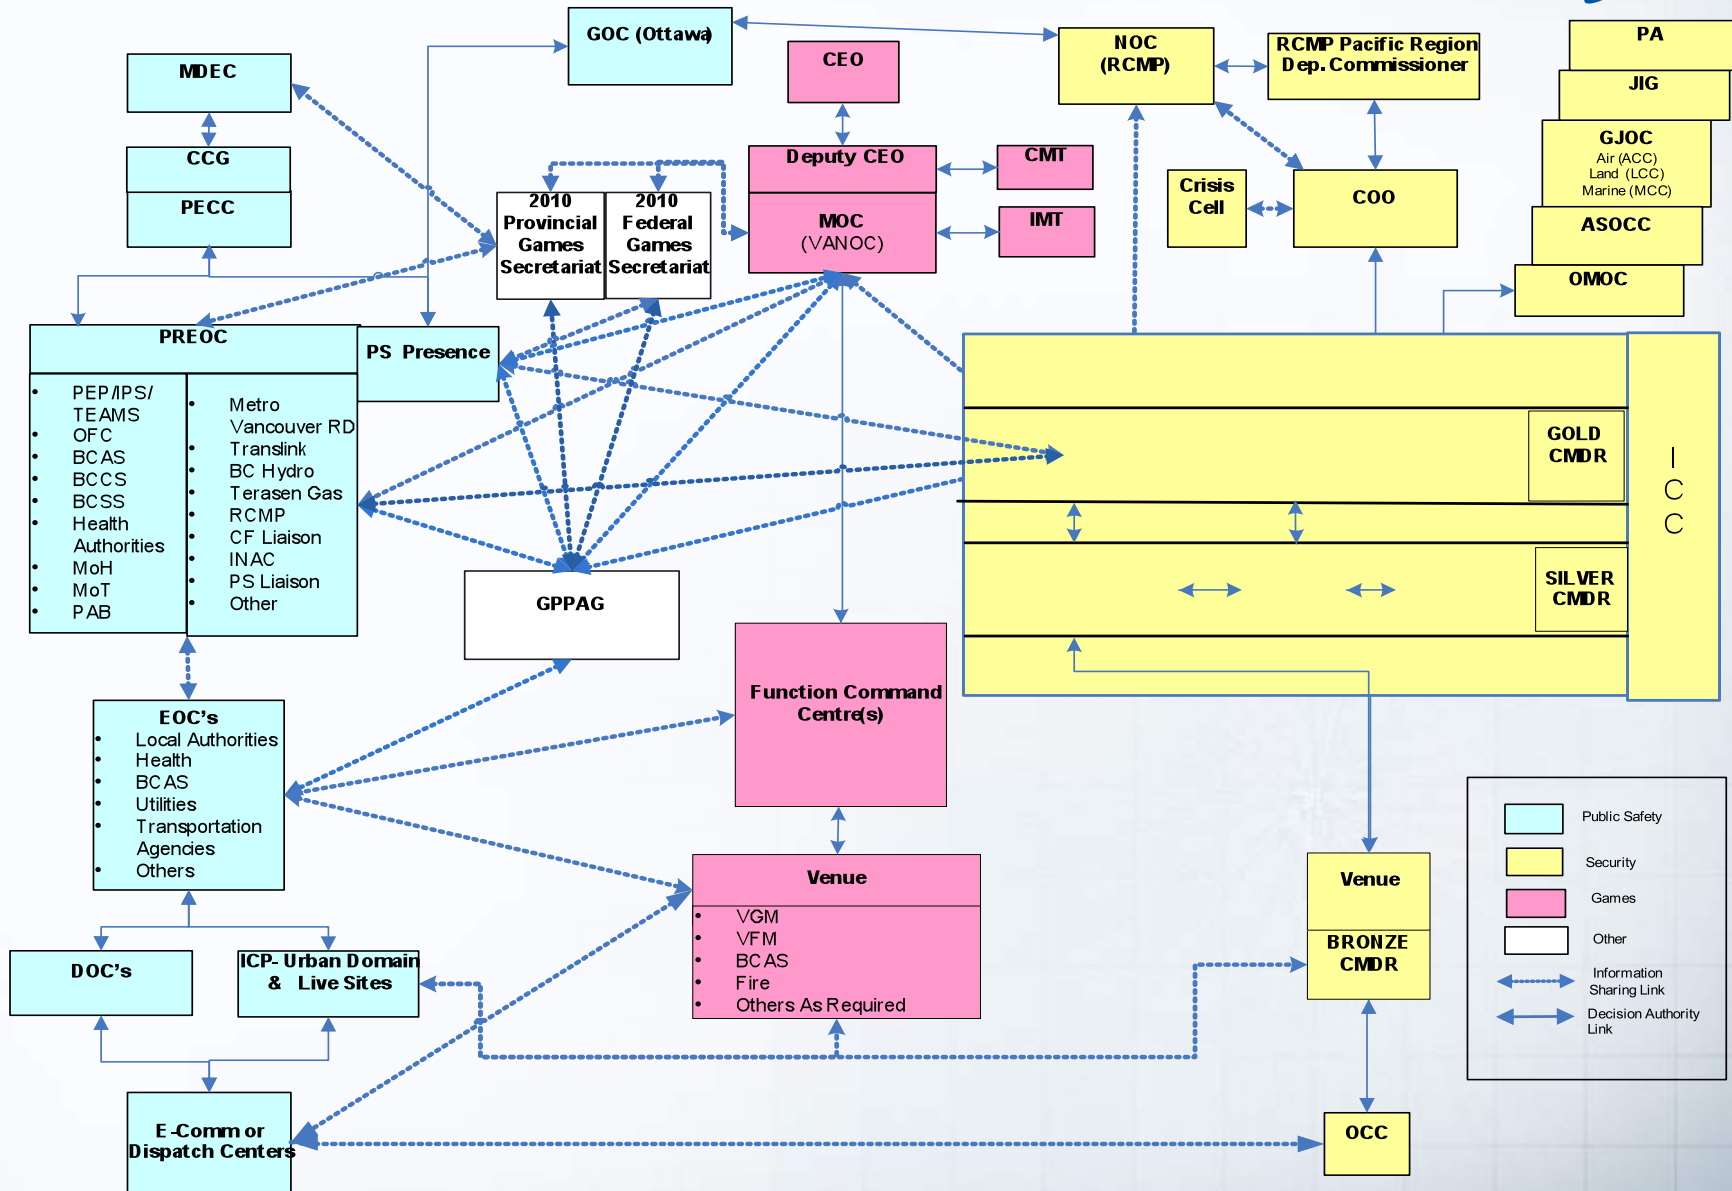 GOC (Ottawa)
MDEC
CCG
PECC
CEO
Deputy CEO
MOC
(VANOC)
CMT
IMT
2010
Provincial
Games
Secretariat
2010
Federal
Games
Secretariat
NOC
(RCMP)
RCMP Pacific Region
Dep. Commissioner
Crisis
Cell
COO
PA
JIG
GJOC
Air (ACC)
Land (LCC)
Marine (MCC)
ASOCC
OMOC
PREOC
PS Presence
• PEP/IPS/
TEAMS
• OFC
• BCAS
• BCCS
• BCSS
• Health
Authorities
• MoH
• MoT
• PAB
• Metro
Vancouver RD
• Translink
• BC Hydro
• Terasen Gas
• RCMP
• CF Liaison
• INAC
• PS Liaison
• Other
GOLD
CMDR
I
C
C
SILVER
CMDR
GPPAG
Function Command
Centre(s)
EOC's
• Local Authorities
• Health
• BCAS
• Utilities
• Transportation
Agencies
• Others
Venue
• VGM
• VFM
• BCAS
• Fire
• Others As Required
Venue
BRONZE
CMDR
DOC's
ICP- Urban Domain
& Live Sites
E-Comm or
Dispatch Centers
OCC
Public Safety
Security
Games
Other
Information
Sharing Link
Decision Authority
Link